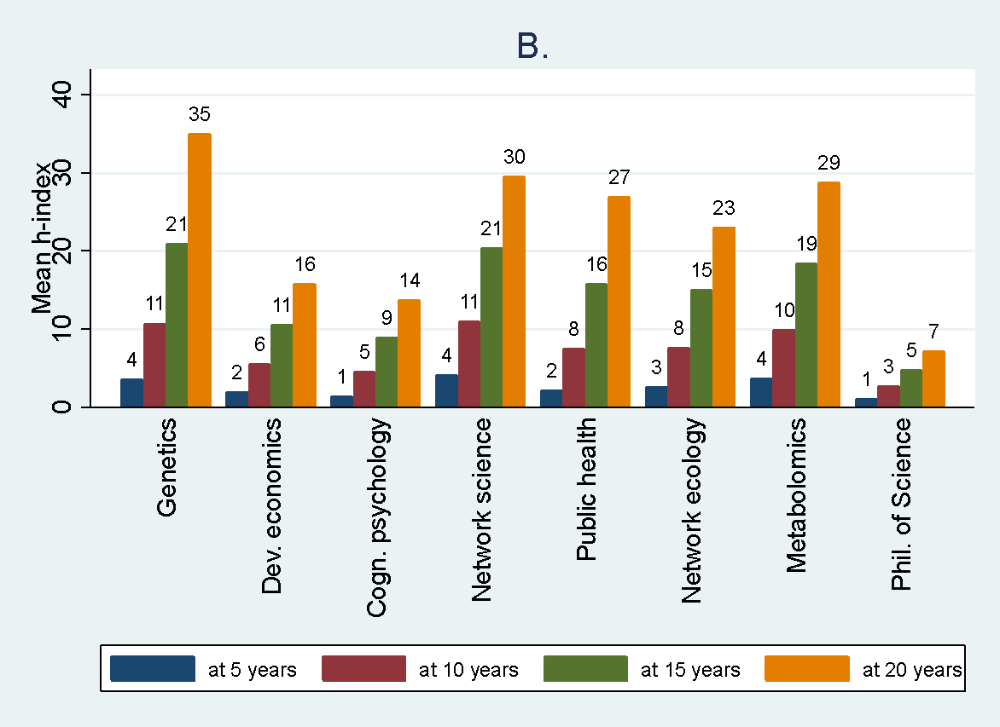 B.
Mean h-index
40
30
20
10
0
4 11 21 35
2 6 11 16
1 5 9 14
4 11 21 30
2 8 16 27
3 8 15 23
4 10 19 29
1 3 5 7
Genetics
Dev. economics
Cogn. psychology
Network science
Public health
Network ecology
Metabolomics
Phil. of Science
at 5 years at 10 years at 15 years at 20 years